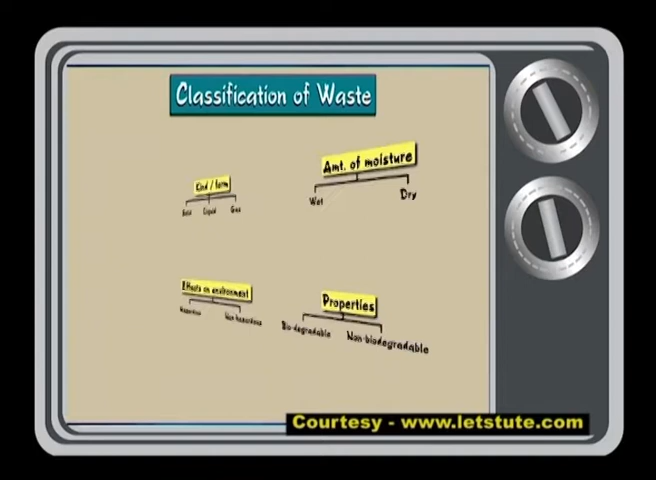 Classification of Waste
Kind / form
Solid Liquid Gas
Amt. of moisture
Wet Dry
Effects on environment
Hazardous Non-hazardous
Properties
Bio-degradable Non-biodegradable
Courtesy - www.letstute.com